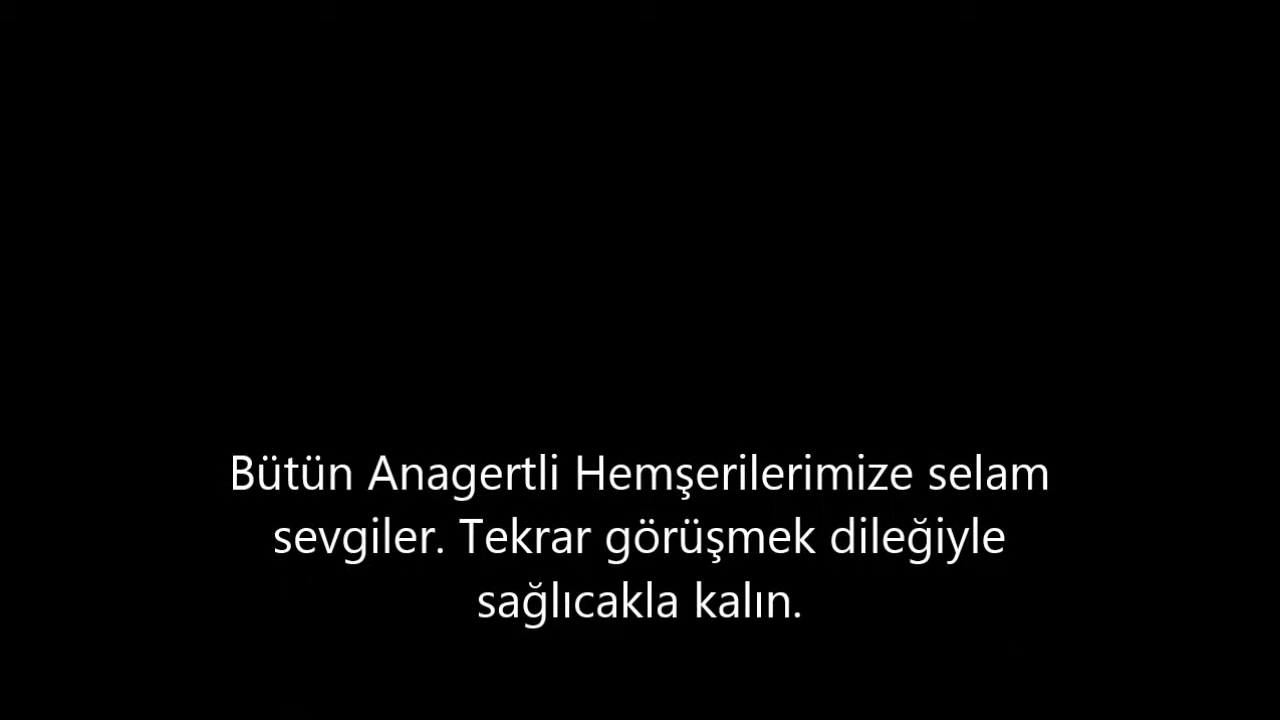 Bütün Anagertli Hemşerilerimize selam
sevgiler. Tekrar görüşmek dileğiyle
sağlıcakla kalın.